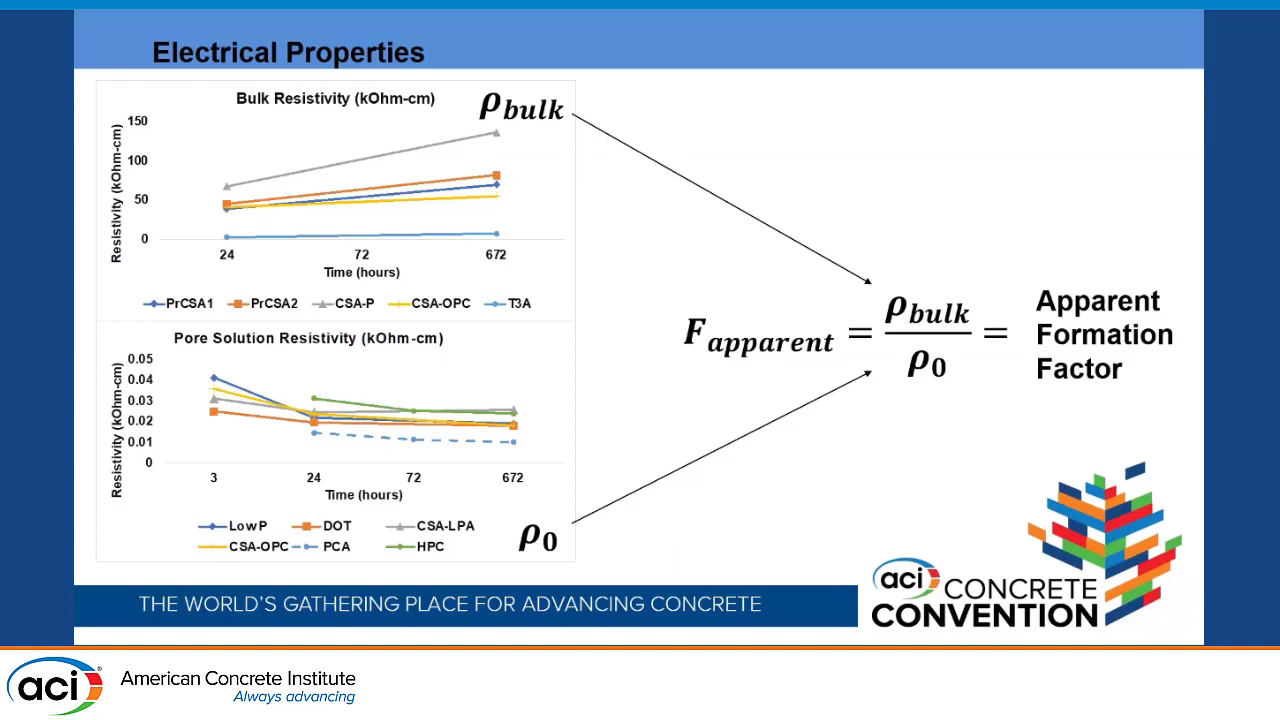 Electrical Properties
Bulk Resistivity (kOhm-cm)
ρbulk
Resistivity (kOhm-cm)
150
100
50
0
24 72 672
Time (hours)
PrCSA1 PrCSA2 CSA-P CSA-OPC T3A
Pore Solution Resistivity (kOhm-cm)
Resistivity (kOhm-cm)
0.05
0.04
0.03
0.02
0.01
0
3 24 72 672
Time (hours)
LowP DOT CSA-LPA
CSA-OPC PCA HPC
ρ0
Fapparent = ρbulk / ρ0 =
Apparent
Formation
Factor
THE WORLD'S GATHERING PLACE FOR ADVANCING CONCRETE
aci CONCRETE
CONVENTION
aci
American Concrete Institute
Always advancing